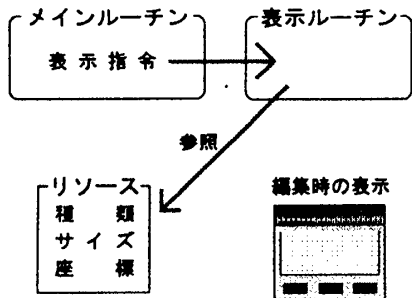 メインルーチン
表示ルーチン
表示指令
参照
リソース
種類
サイズ
座標
編集時の表示